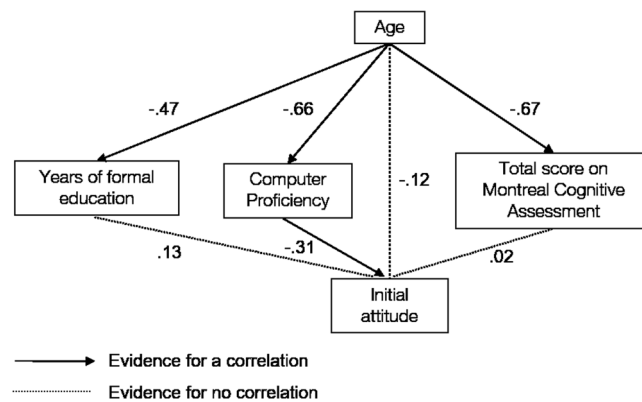 Age
-.47
-.66
-.67
Years of formal
education
Computer
Proficiency
-.12
Total score on
Montreal Cognitive
Assessment
.13
-.31
.02
Initial
attitude
Evidence for a correlation
Evidence for no correlation